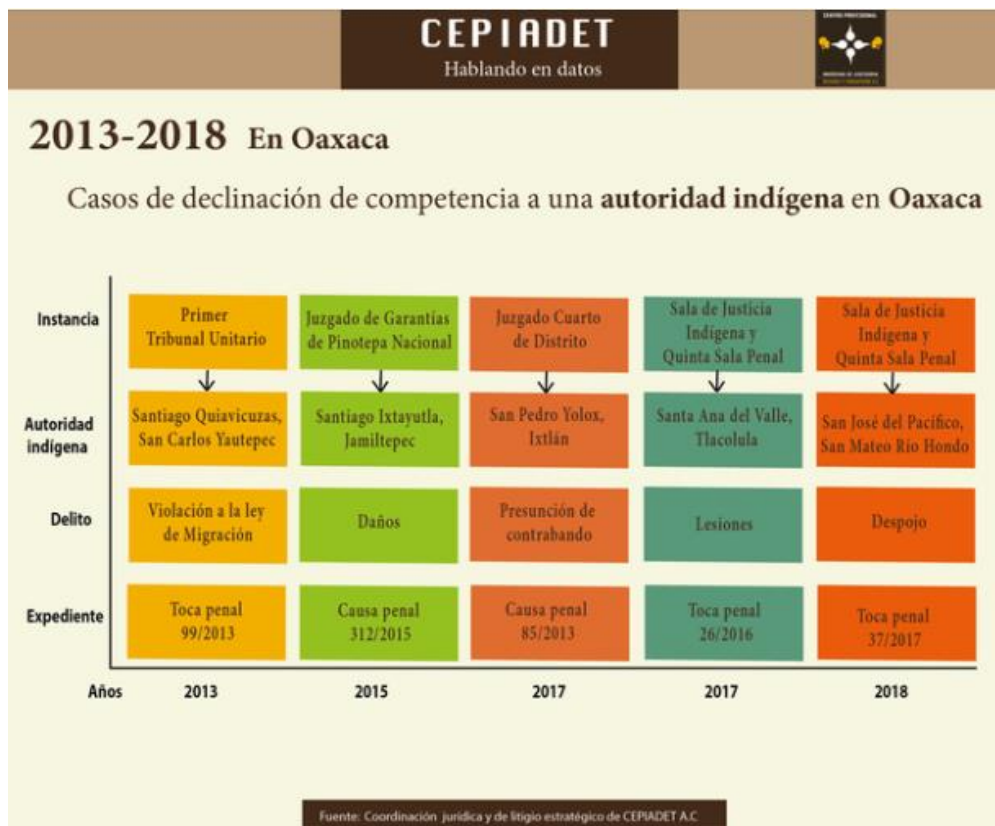 CEPIADET
Hablando en datos
CENTRO PROFESIONAL
2013-2018 En Oaxaca
Casos de declinación de competencia a una autoridad indígena en Oaxaca
Instancia
Primer
Tribunal Unitario
Juzgado de Garantías
de Pinotepa Nacional
Juzgado Cuarto
de Distrito
Sala de Justicia
Indígena y
Quinta Sala Penal
Sala de Justicia
Indígena y
Quinta Sala Penal
Autoridad
indígena
Santiago Quiavicuzas,
San Carlos Yautepec
Santiago Ixtayutla,
Jamiltepec
San Pedro Yolox,
Ixtlán
Santa Ana del Valle,
Tlacolula
San José del Pacífico,
San Mateo Río Hondo
Delito
Violación a la ley
de Migración
Daños
Presunción de
contrabando
Lesiones
Despojo
Expediente
Toca penal
99/2013
Causa penal
312/2015
Causa penal
85/2013
Toca penal
26/2016
Toca penal
37/2017
Años
2013
2015
2017
2017
2018
Fuente: Coordinación jurídica y de litigio estratégico de CEPIADET A.C